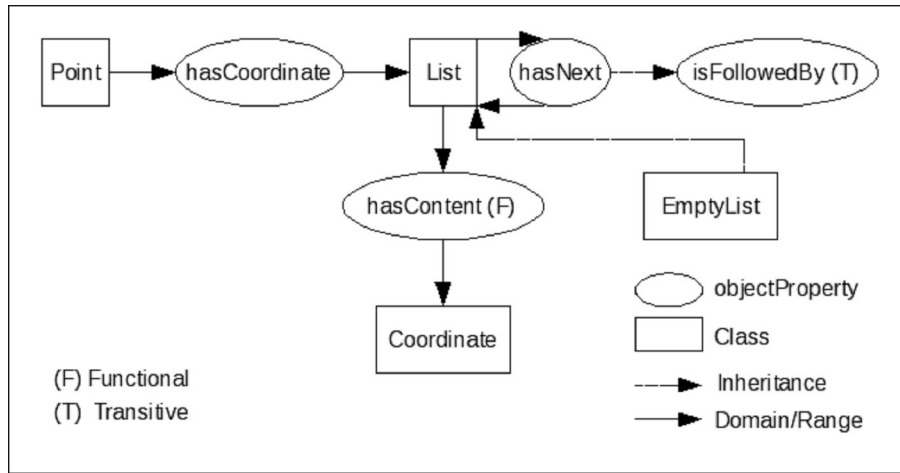 Point
hasCoordinate
List
hasNext
isFollowedBy (T)
hasContent (F)
EmptyList
Coordinate
objectProperty
Class
Inheritance
Domain/Range
(F) Functional
(T) Transitive